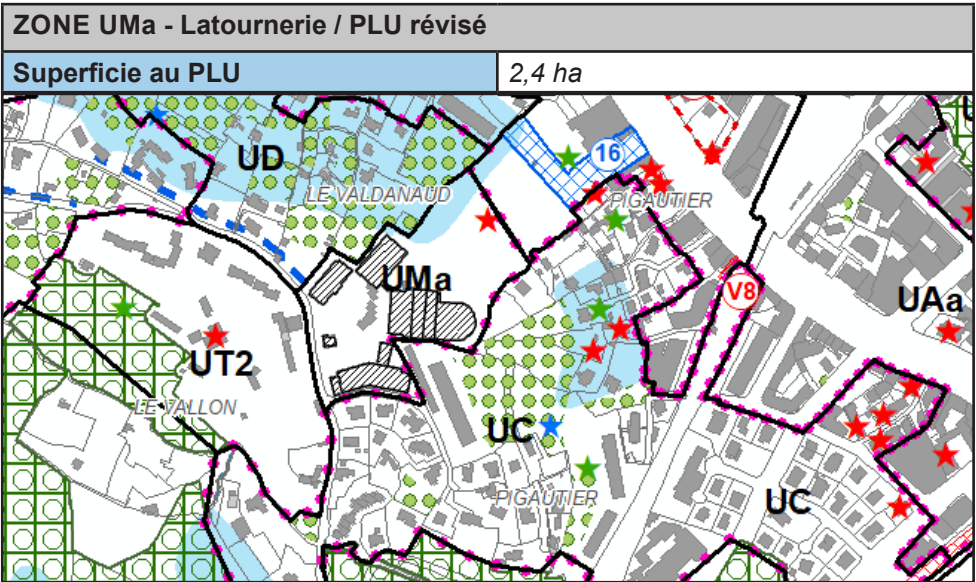 ZONE UMa - Latournerie / PLU révisé
Superficie au PLU 2,4 ha
UD
LE VALDANAUD
16
PIGAUTIER
UMa
V8
UAa
UT2
LE VALLON
UC
PIGAUTIER
UC